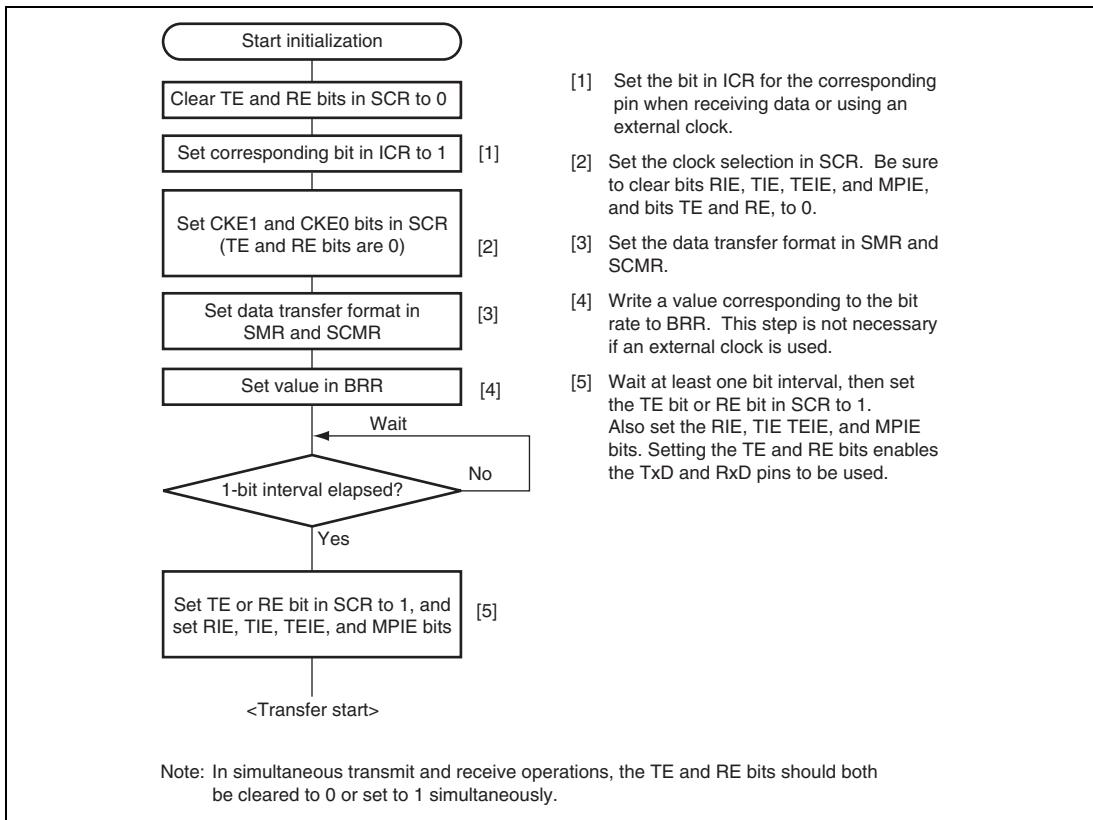 Start initialization
Clear TE and RE bits in SCR to 0
Set corresponding bit in ICR to 1
[1]
Set CKE1 and CKE0 bits in SCR
(TE and RE bits are 0)
[2]
Set data transfer format in
SMR and SCMR
[3]
Set value in BRR
[4]
Wait
1-bit interval elapsed?
No
Yes
Set TE or RE bit in SCR to 1, and
set RIE, TIE, TEIE, and MPIE bits
[5]
<Transfer start>
[1] Set the bit in ICR for the corresponding
pin when receiving data or using an
external clock.
[2] Set the clock selection in SCR. Be sure
to clear bits RIE, TIE, TEIE, and MPIE,
and bits TE and RE, to 0.
[3] Set the data transfer format in SMR and
SCMR.
[4] Write a value corresponding to the bit
rate to BRR. This step is not necessary
if an external clock is used.
[5] Wait at least one bit interval, then set
the TE bit or RE bit in SCR to 1.
Also set the RIE, TIE TEIE, and MPIE
bits. Setting the TE and RE bits enables
the TxD and RxD pins to be used.
Note: In simultaneous transmit and receive operations, the TE and RE bits should both
be cleared to 0 or set to 1 simultaneously.